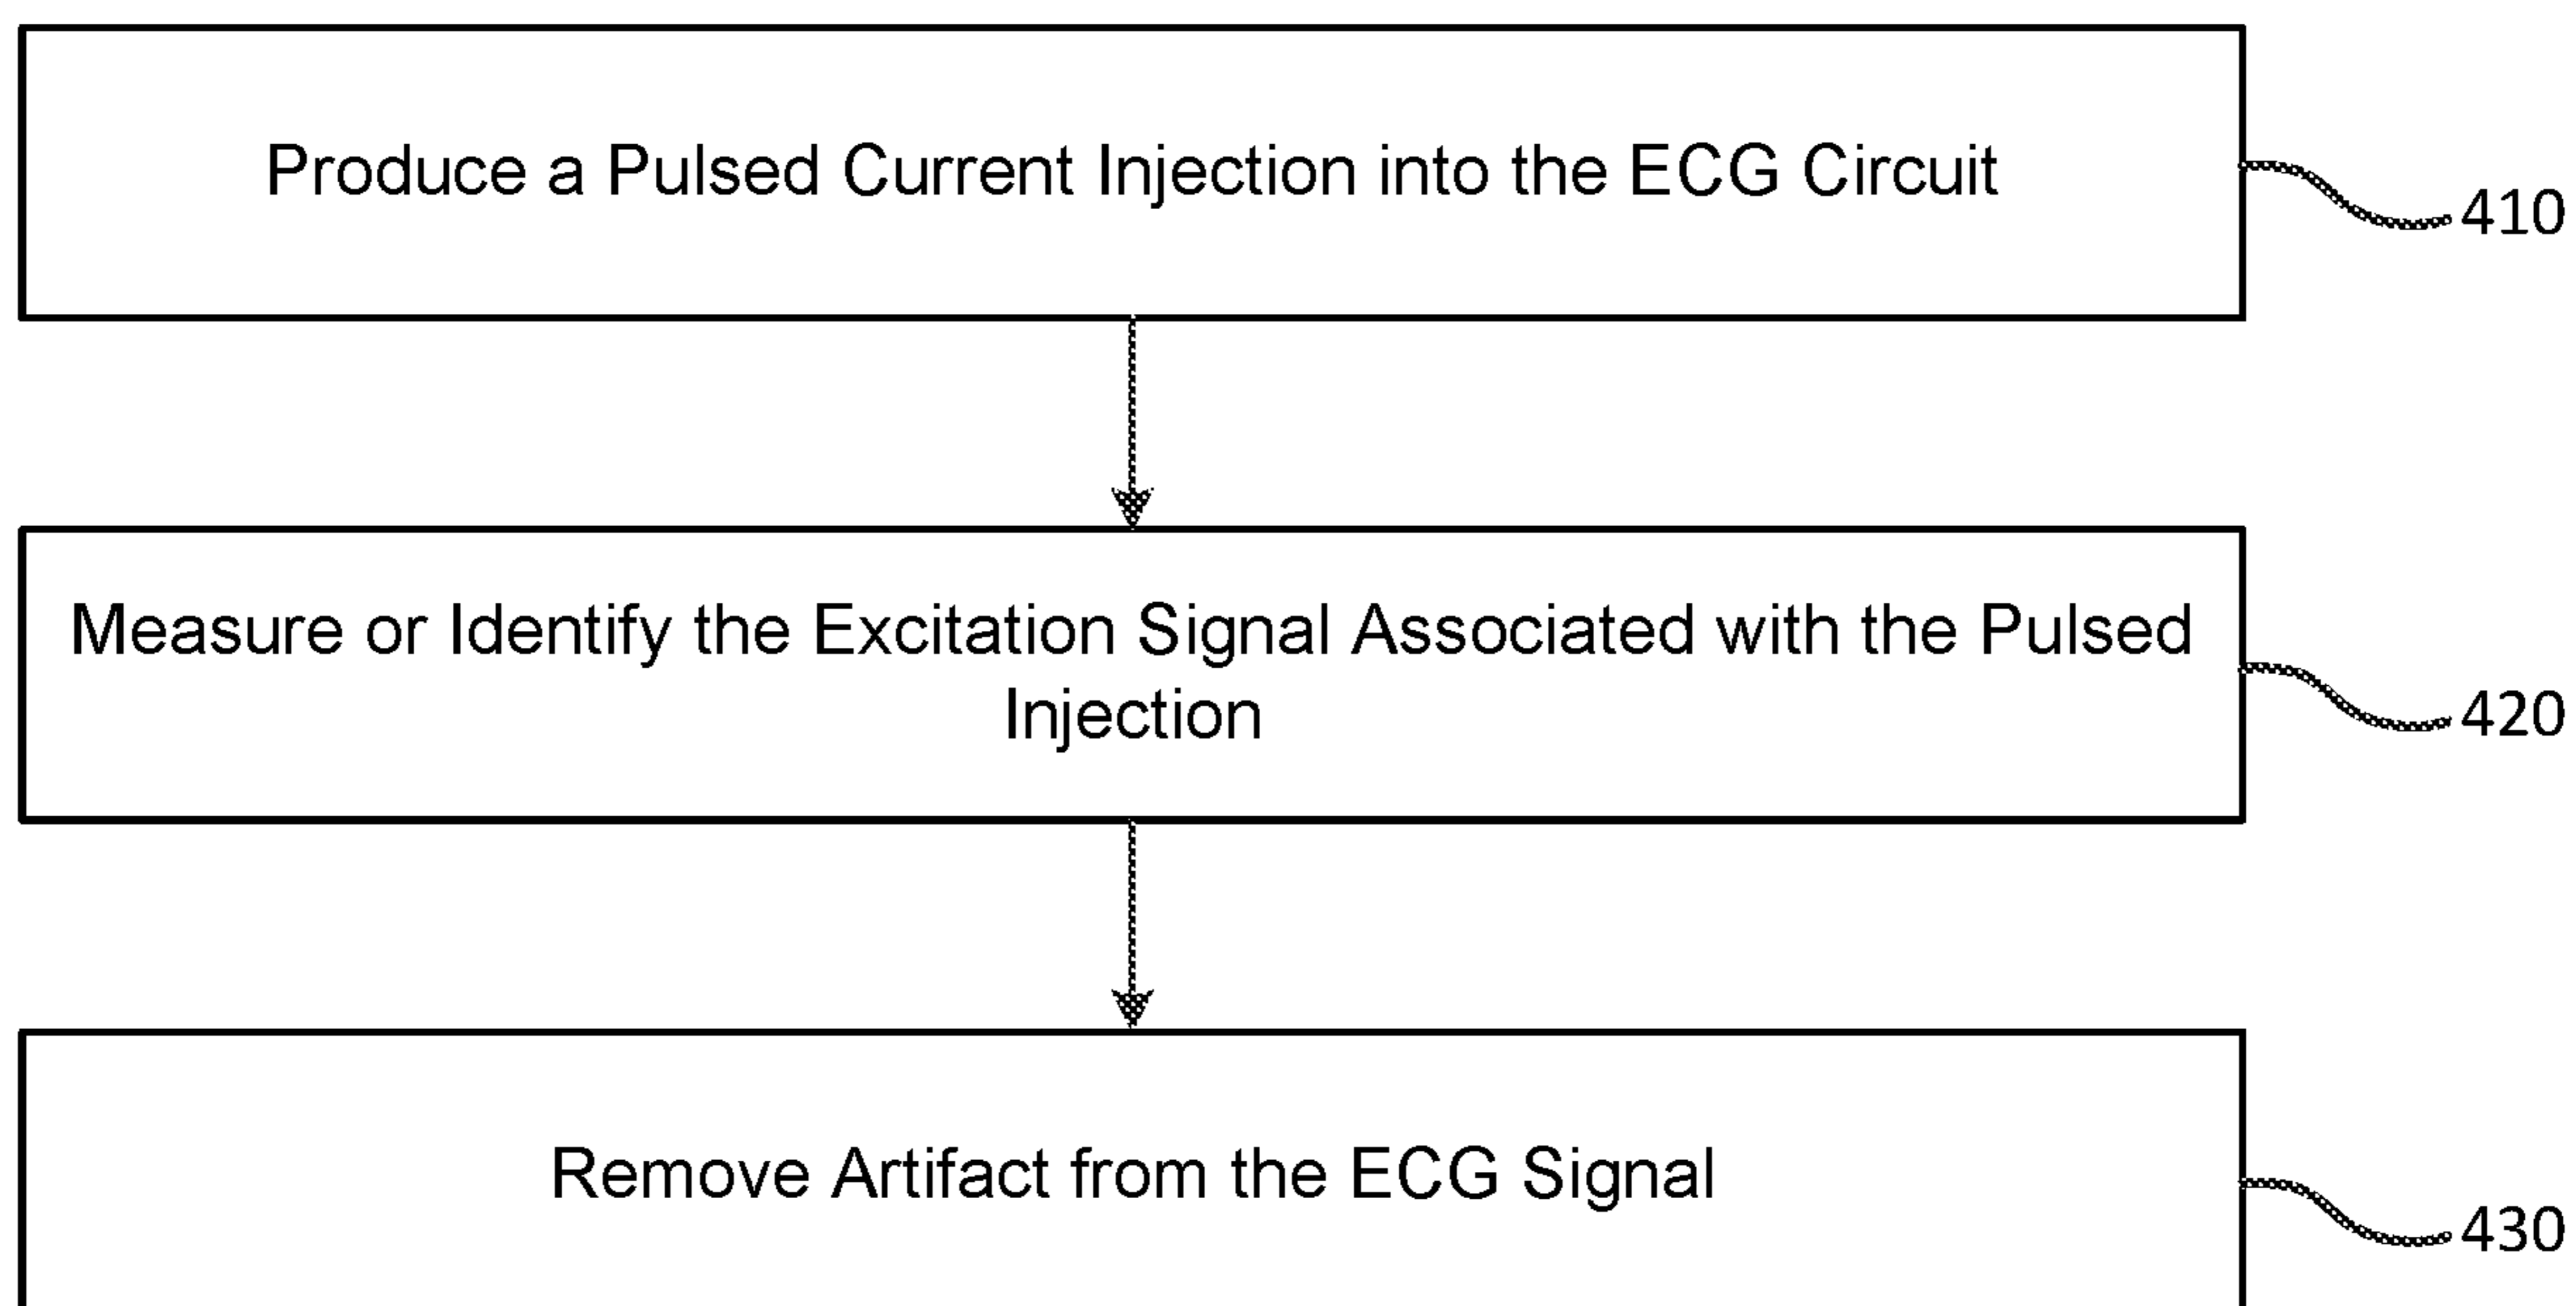 Produce a Pulsed Current Injection into the ECG Circuit
410
Measure or Identify the Excitation Signal Associated with the Pulsed
Injection
420
Remove Artifact from the ECG Signal
430